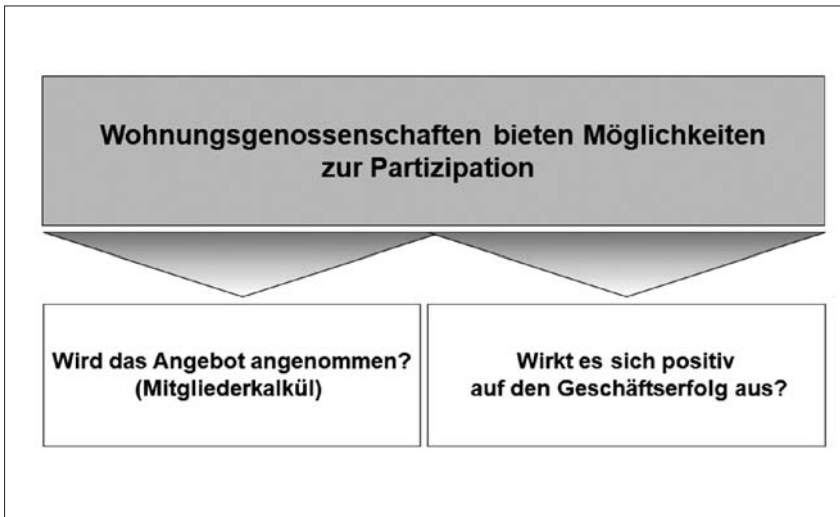 Wohnungsgenossenschaften bieten Möglichkeiten
zur Partizipation
Wird das Angebot angenommen?
(Mitgliederkalkül)
Wirkt es sich positiv
auf den Geschäftserfolg aus?